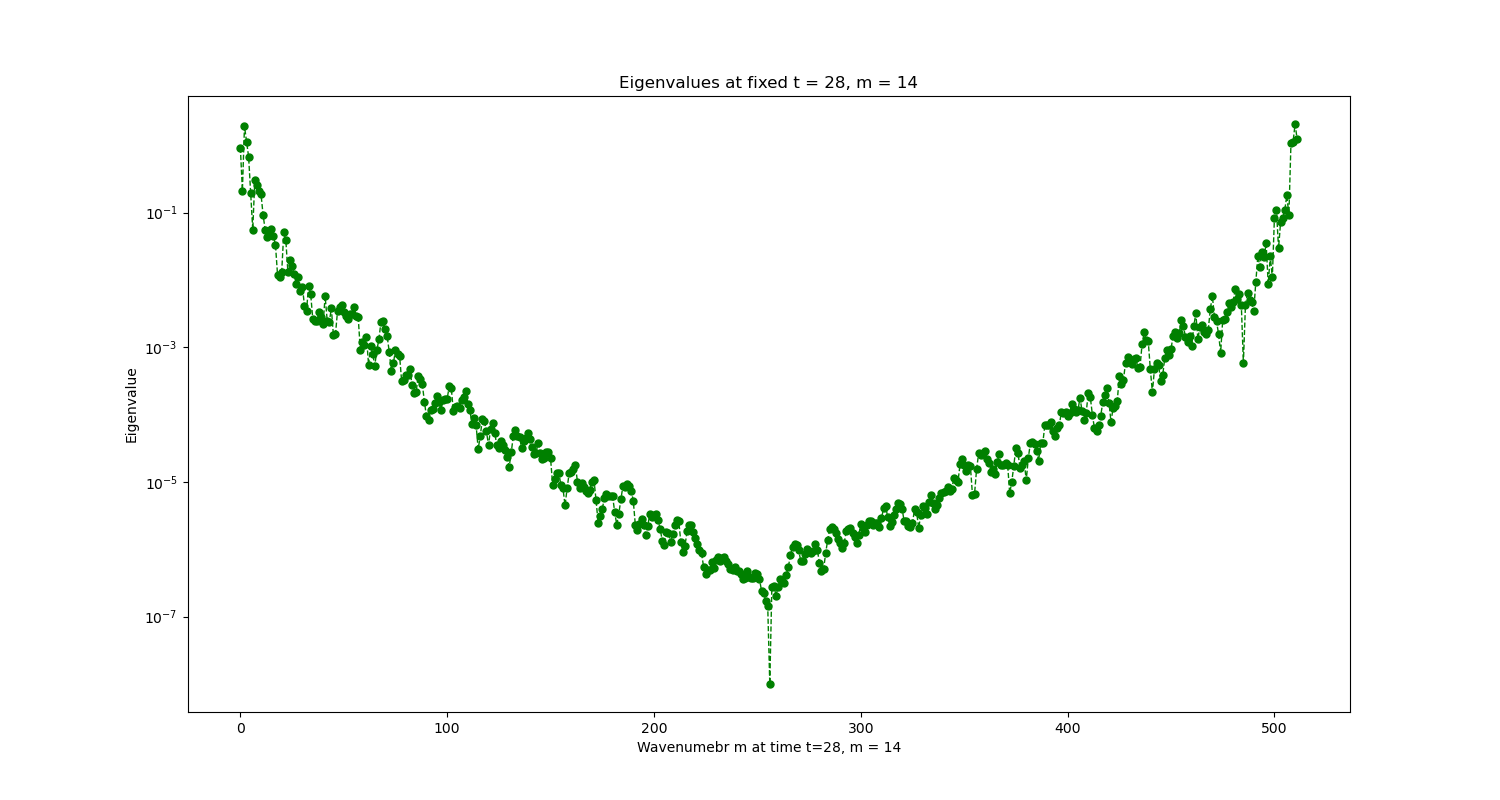 Eigenvalues at fixed t = 28, m = 14
Eigenvalue
10⁻¹
10⁻³
10⁻⁵
10⁻⁷
0 100 200 300 400 500
Wavenumebr m at time t=28, m = 14